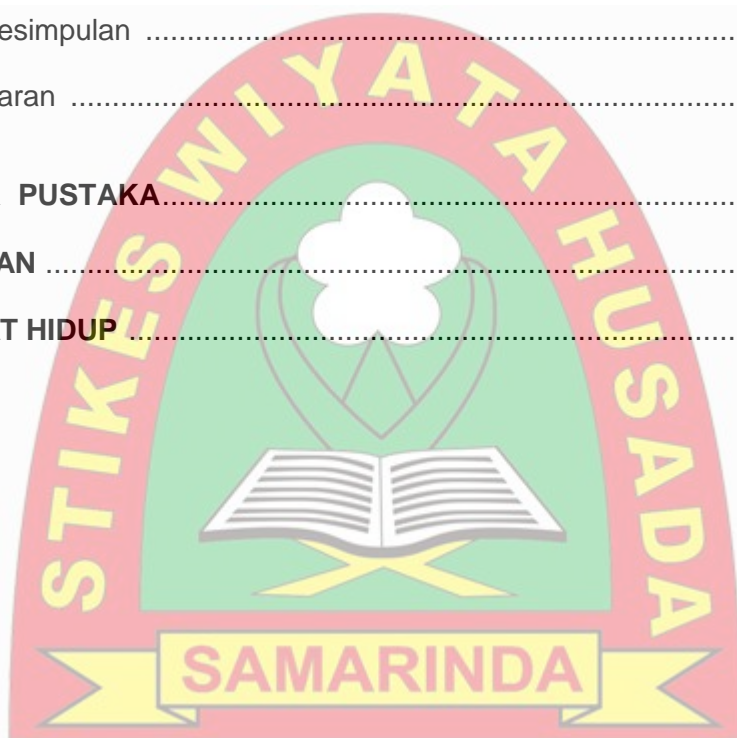 esimpulan ........................................................................
aran ........................................................................
PUSTAKA........................................................................
AN ........................................................................
T HIDUP ........................................................................
STIKES WIYATA HUSADA
SAMARINDA